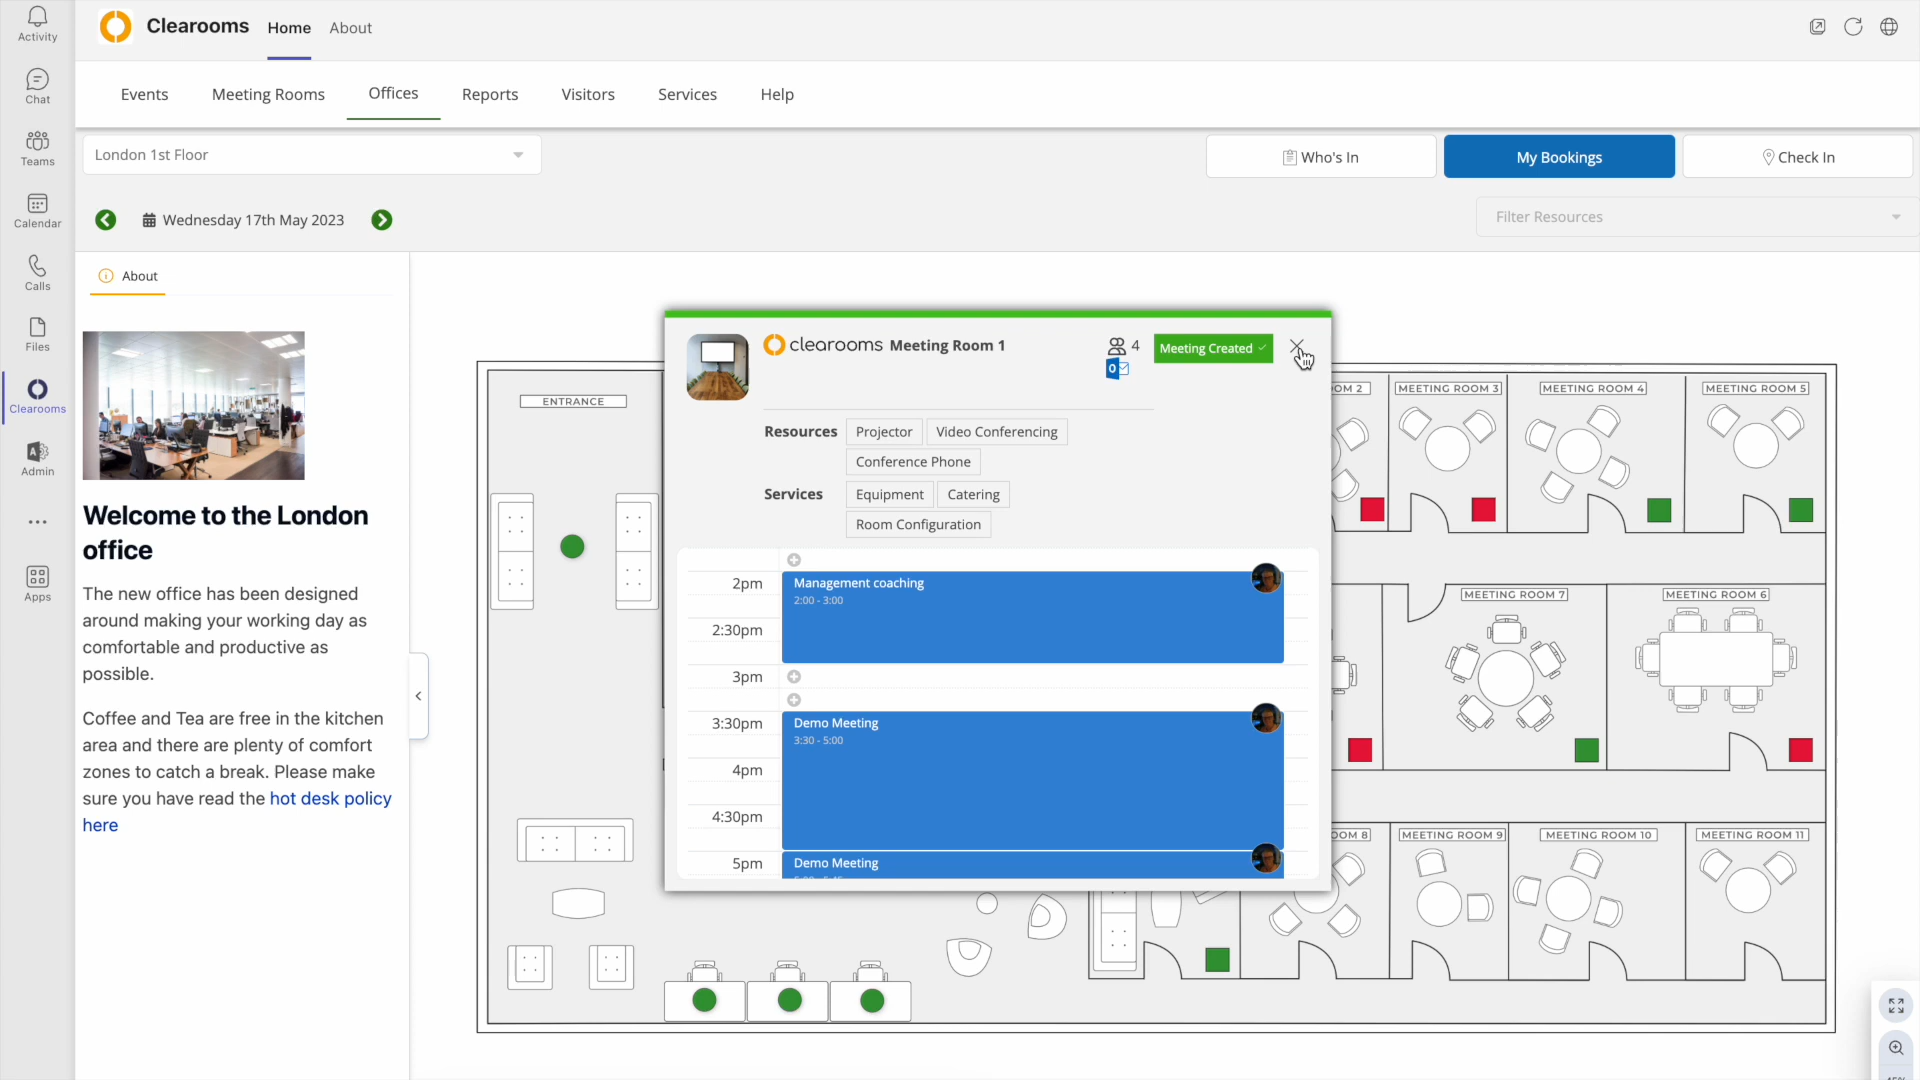 Activity
Chat
Teams
Calendar
Calls
Files
Clearooms
Admin
Apps
Clearooms Home About
Events Meeting Rooms Offices Reports Visitors Services Help
London 1st Floor
Who's In
My Bookings
Check In
Wednesday 17th May 2023
Filter Resources
About
Welcome to the London
office
The new office has been designed
around making your working day as
comfortable and productive as
possible.
Coffee and Tea are free in the kitchen
area and there are plenty of comfort
zones to catch a break. Please make
sure you have read the hot desk policy
here
ENTRANCE
clearooms Meeting Room 1
4
Meeting Created
Resources Projector Video Conferencing
Conference Phone
Services Equipment Catering
Room Configuration
2pm
Management coaching
2:00 - 3:00
2:30pm
3pm
3:30pm
Demo Meeting
3:30 - 5:00
4pm
4:30pm
5pm
Demo Meeting
OM 2
MEETING ROOM 3
MEETING ROOM 4
MEETING ROOM 5
MEETING ROOM 7
MEETING ROOM 6
OOM 8
MEETING ROOM 9
MEETING ROOM 10
MEETING ROOM 11